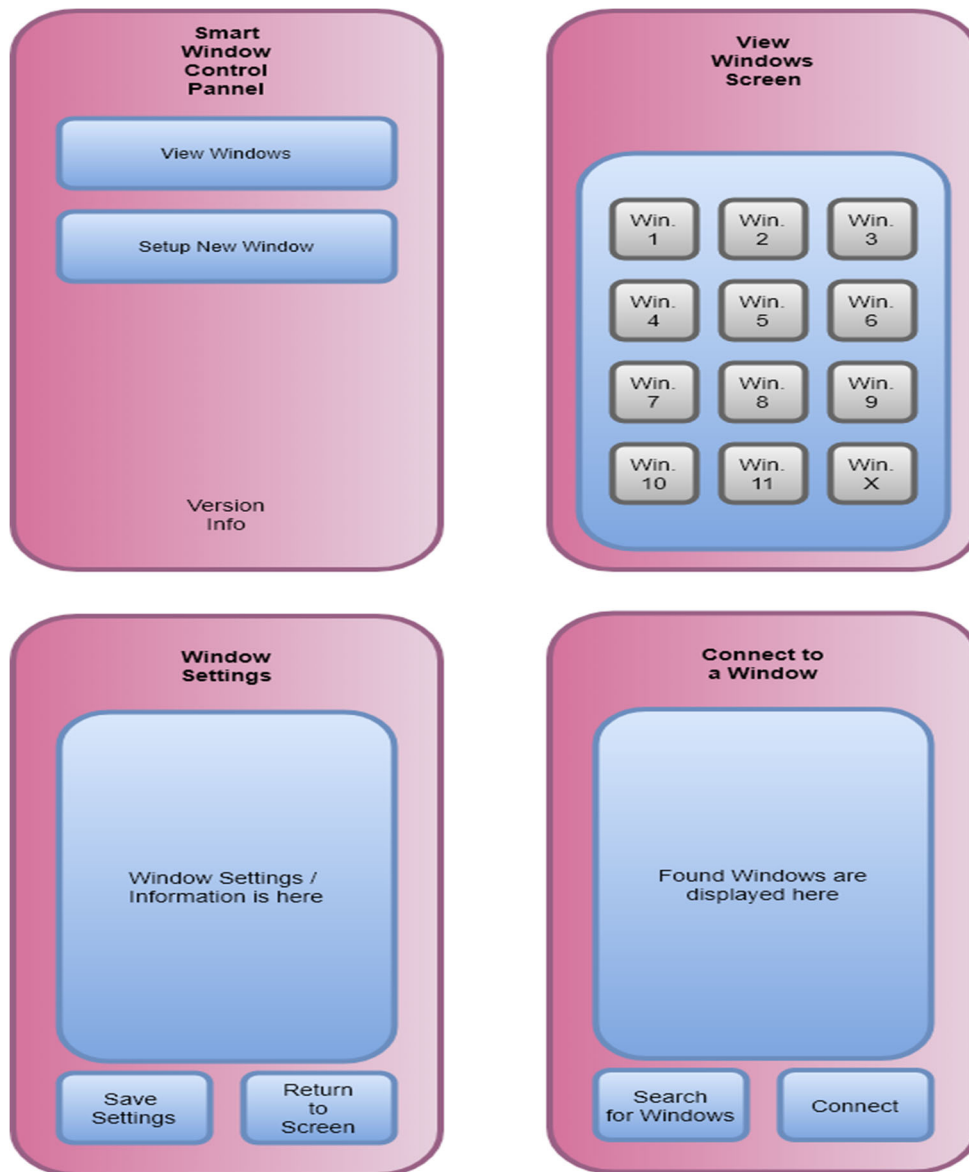 Smart
Window
Control
Pannel
View Windows
Setup New Window
Version
Info
View
Windows
Screen
Win.
1
Win.
2
Win.
3
Win.
4
Win.
5
Win.
6
Win.
7
Win.
8
Win.
9
Win.
10
Win.
11
Win.
X
Window
Settings
Window Settings /
Information is here
Save
Settings
Return
to
Screen
Connect to
a Window
Found Windows are
displayed here
Search
for Windows
Connect